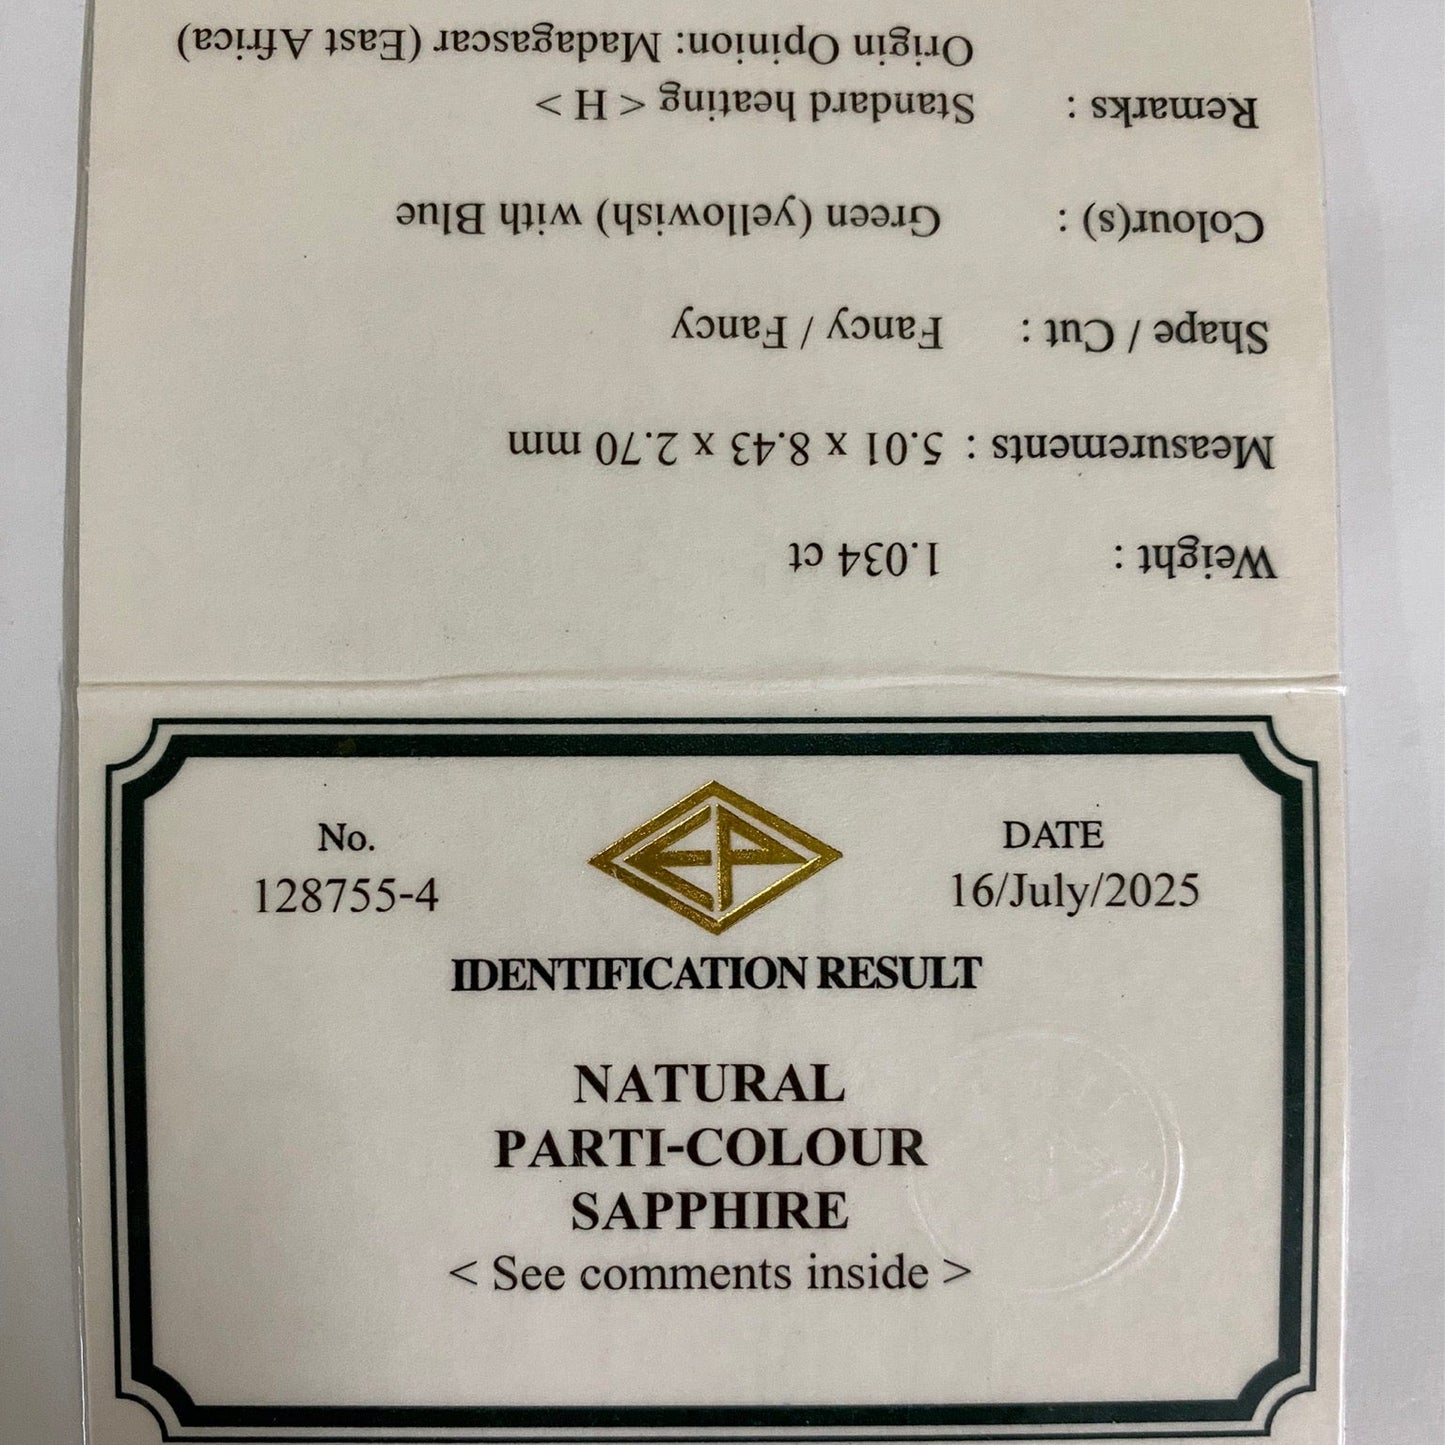 No.
128755-4
EP
DATE
16/July/2025
IDENTIFICATION RESULT
NATURAL
PARTI-COLOUR
SAPPHIRE
< See comments inside >
Weight : 1.034 ct
Measurements : 5.01 x 8.43 x 2.70 mm
Shape / Cut : Fancy / Fancy
Colour(s) : Green (yellowish) with Blue
Remarks : Standard heating < H >
Origin Opinion: Madagascar (East Africa)